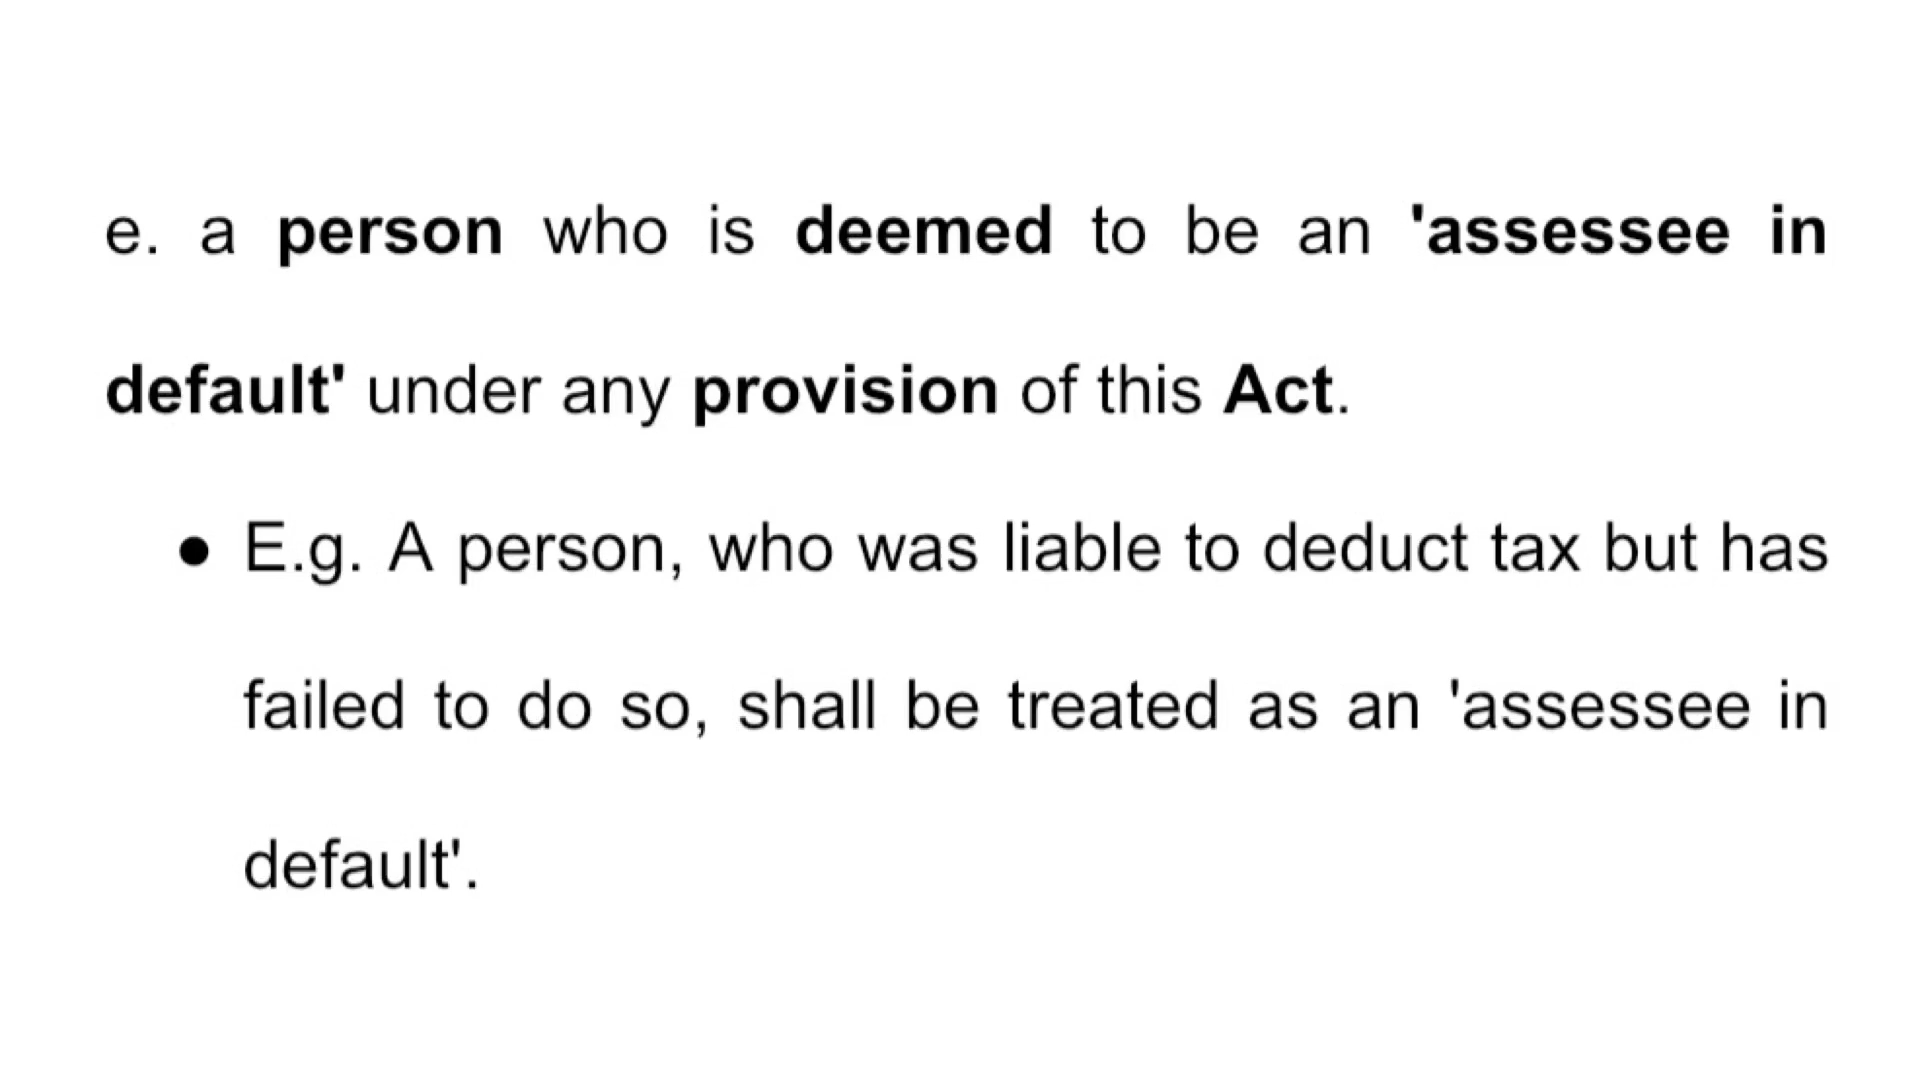 e. a person who is deemed to be an 'assessee in
default' under any provision of this Act.
● E.g. A person, who was liable to deduct tax but has
failed to do so, shall be treated as an 'assessee in
default'.